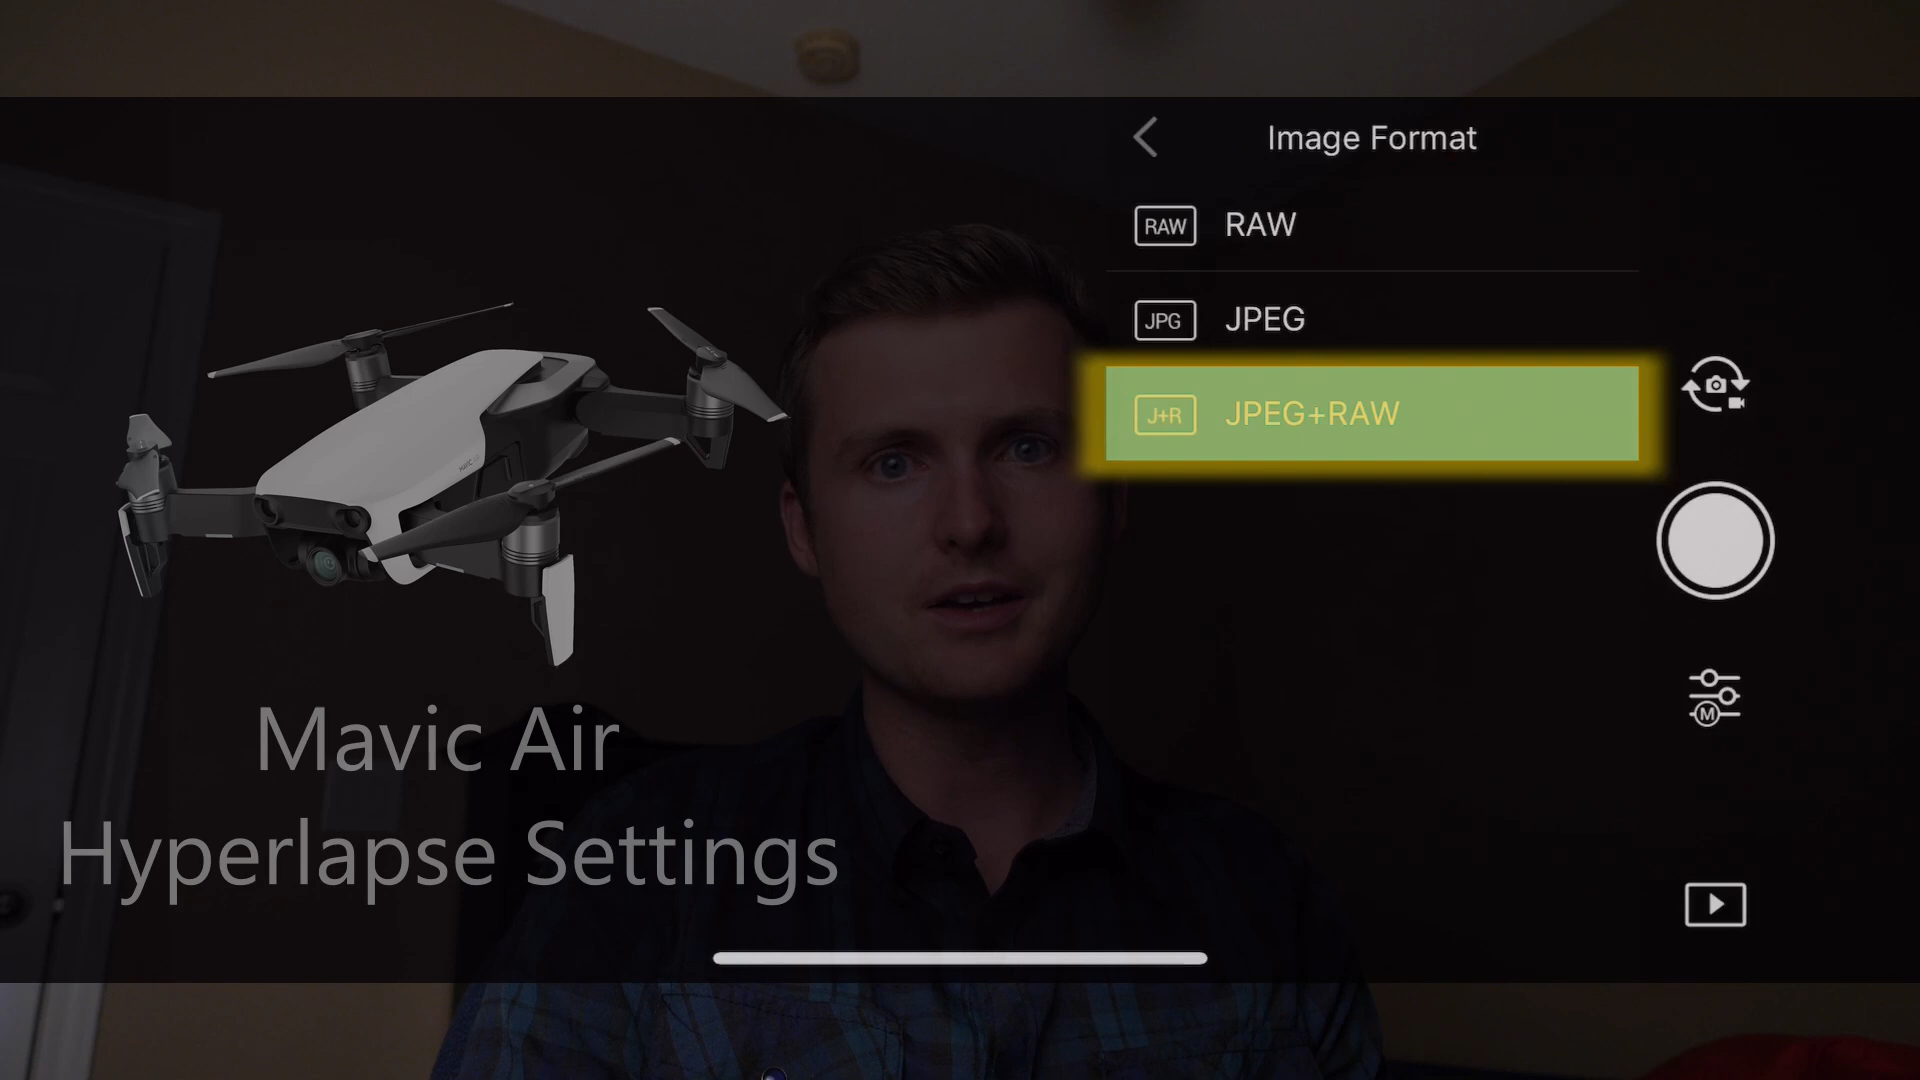 Image Format
RAW RAW
JPG JPEG
J+R JPEG+RAW
M
Mavic Air
Hyperlapse Settings